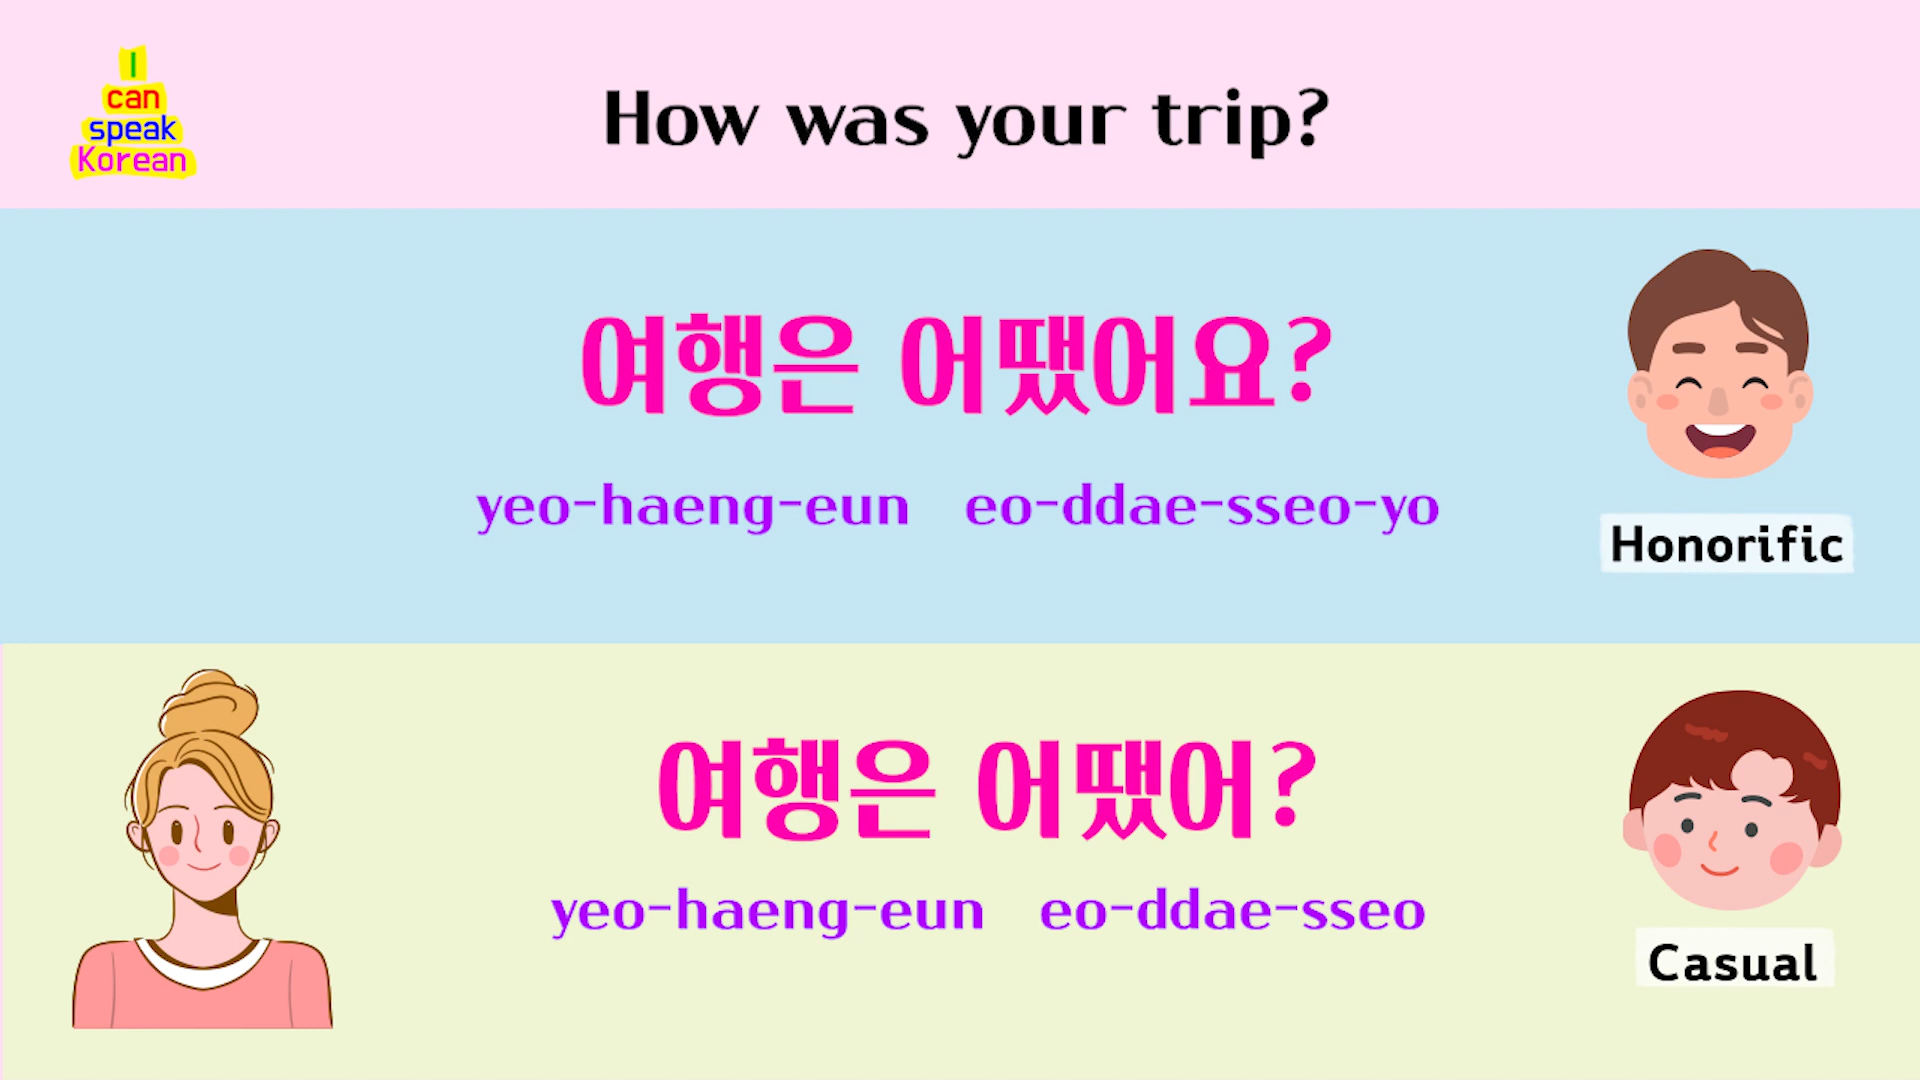 I
can
speak
Korean
How was your trip?
여행은 어땠어요?
yeo-haeng-eun eo-ddae-sseo-yo
Honorific
여행은 어땠어?
yeo-haeng-eun eo-ddae-sseo
Casual